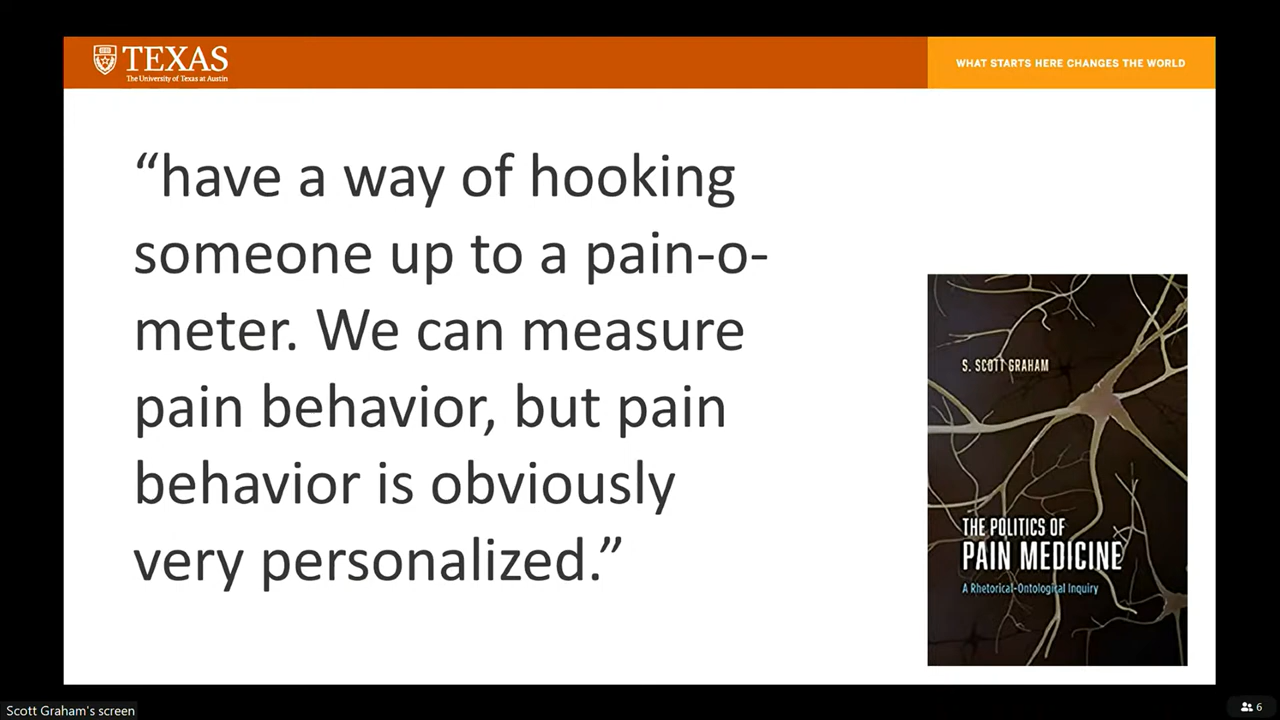 TEXAS
The University of Texas at Austin
WHAT STARTS HERE CHANGES THE WORLD
“have a way of hooking
someone up to a pain-o-
meter. We can measure
pain behavior, but pain
behavior is obviously
very personalized.”
S. SCOTT GRAHAM
THE POLITICS OF
PAIN MEDICINE
A Rhetorical-Ontological Inquiry
Scott Graham's screen
6